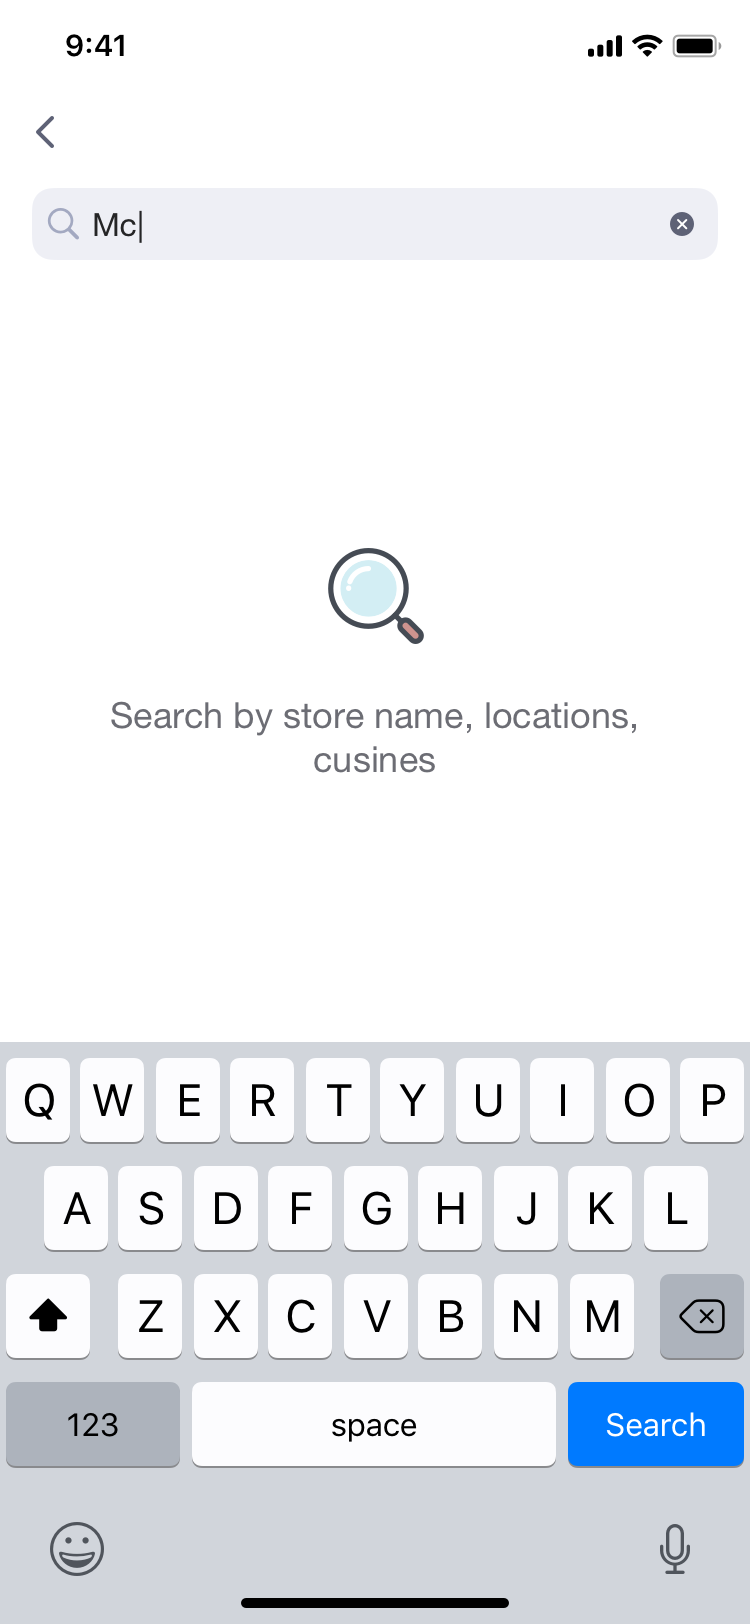 9:41
Mc
Search by store name, locations,
cusines
Q W E R T Y U I O P
A S D F G H J K L
Z X C V B N M
123 space Search